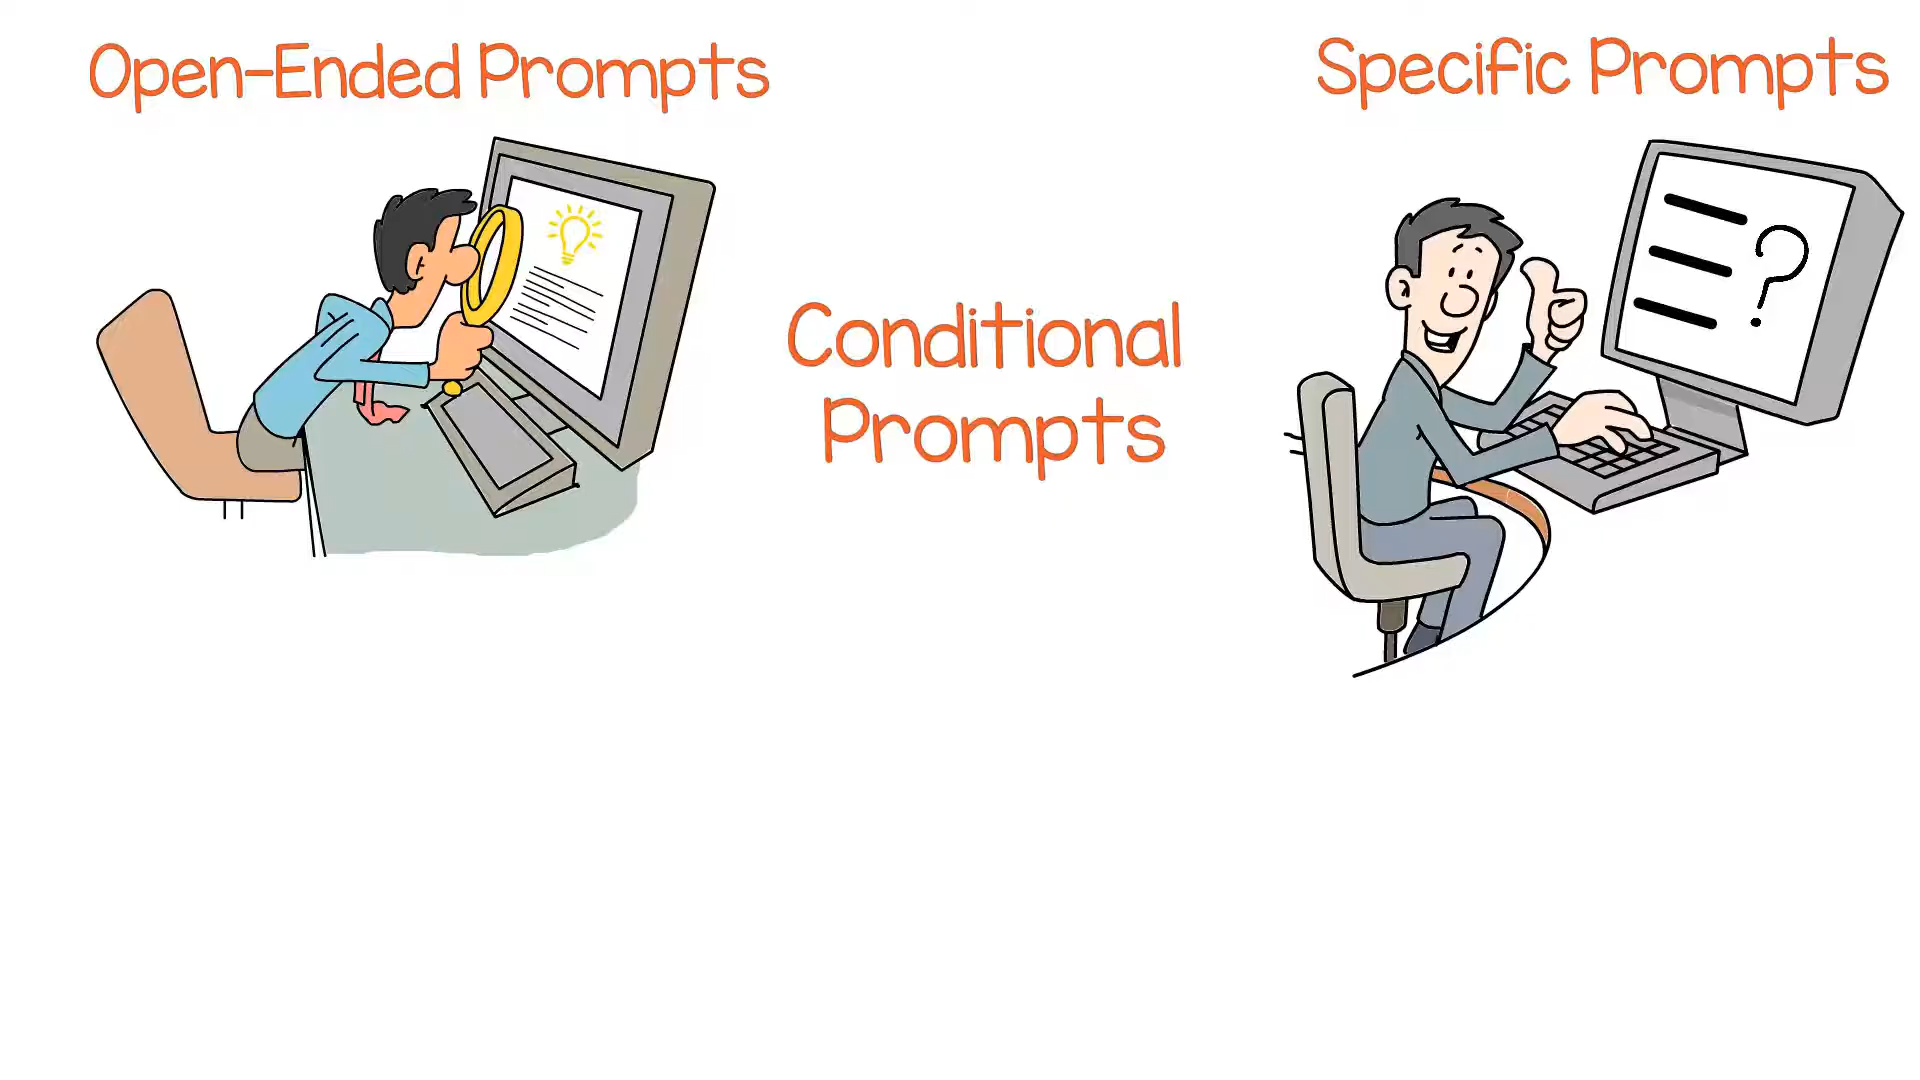 Open-Ended Prompts
Specific Prompts
Conditional
Prompts
?